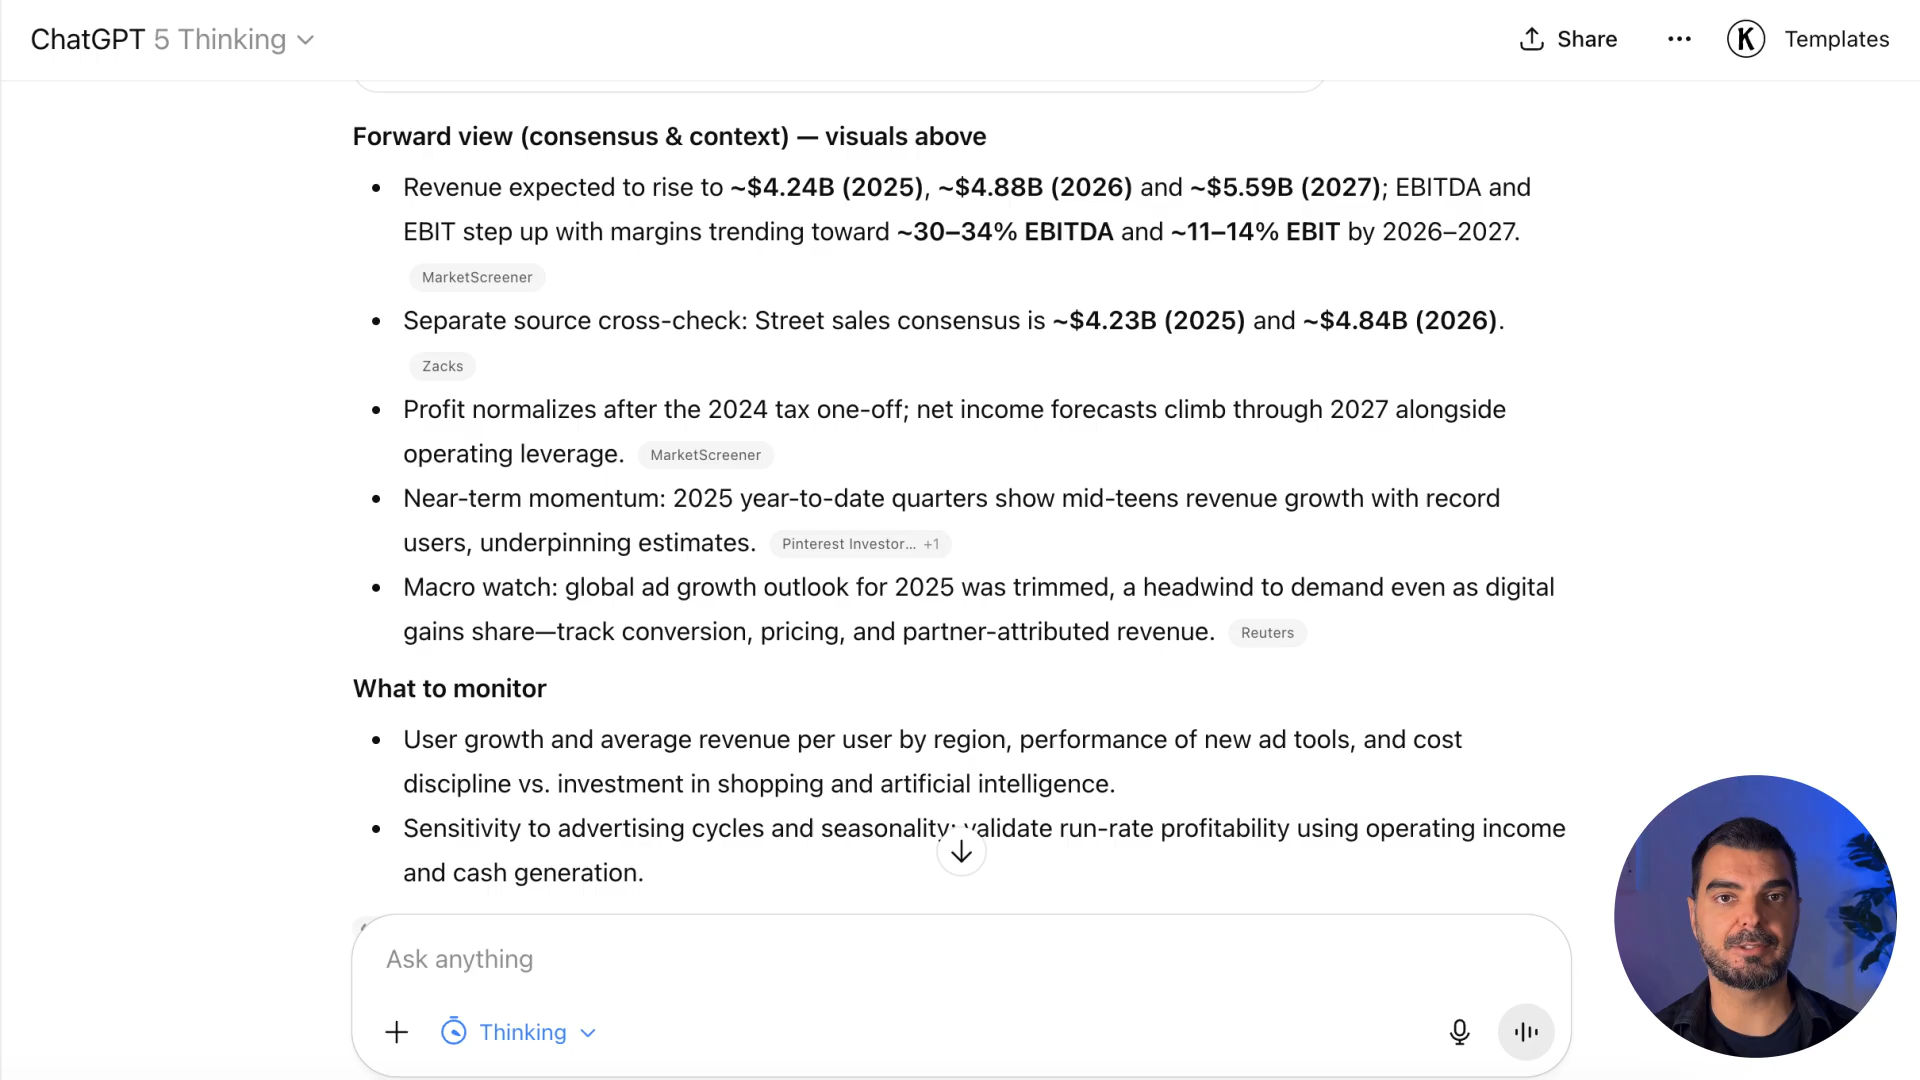 ChatGPT 5 Thinking
Share
Templates
Forward view (consensus & context) — visuals above
Revenue expected to rise to ~$4.24B (2025), ~$4.88B (2026) and ~$5.59B (2027); EBITDA and
EBIT step up with margins trending toward ~30–34% EBITDA and ~11–14% EBIT by 2026–2027.
MarketScreener
Separate source cross-check: Street sales consensus is ~$4.23B (2025) and ~$4.84B (2026).
Zacks
Profit normalizes after the 2024 tax one-off; net income forecasts climb through 2027 alongside
operating leverage. MarketScreener
Near-term momentum: 2025 year-to-date quarters show mid-teens revenue growth with record
users, underpinning estimates. Pinterest Investor... +1
Macro watch: global ad growth outlook for 2025 was trimmed, a headwind to demand even as digital
gains share—track conversion, pricing, and partner-attributed revenue. Reuters
What to monitor
User growth and average revenue per user by region, performance of new ad tools, and cost
discipline vs. investment in shopping and artificial intelligence.
Sensitivity to advertising cycles and seasonality; validate run-rate profitability using operating income
and cash generation.
Ask anything
Thinking